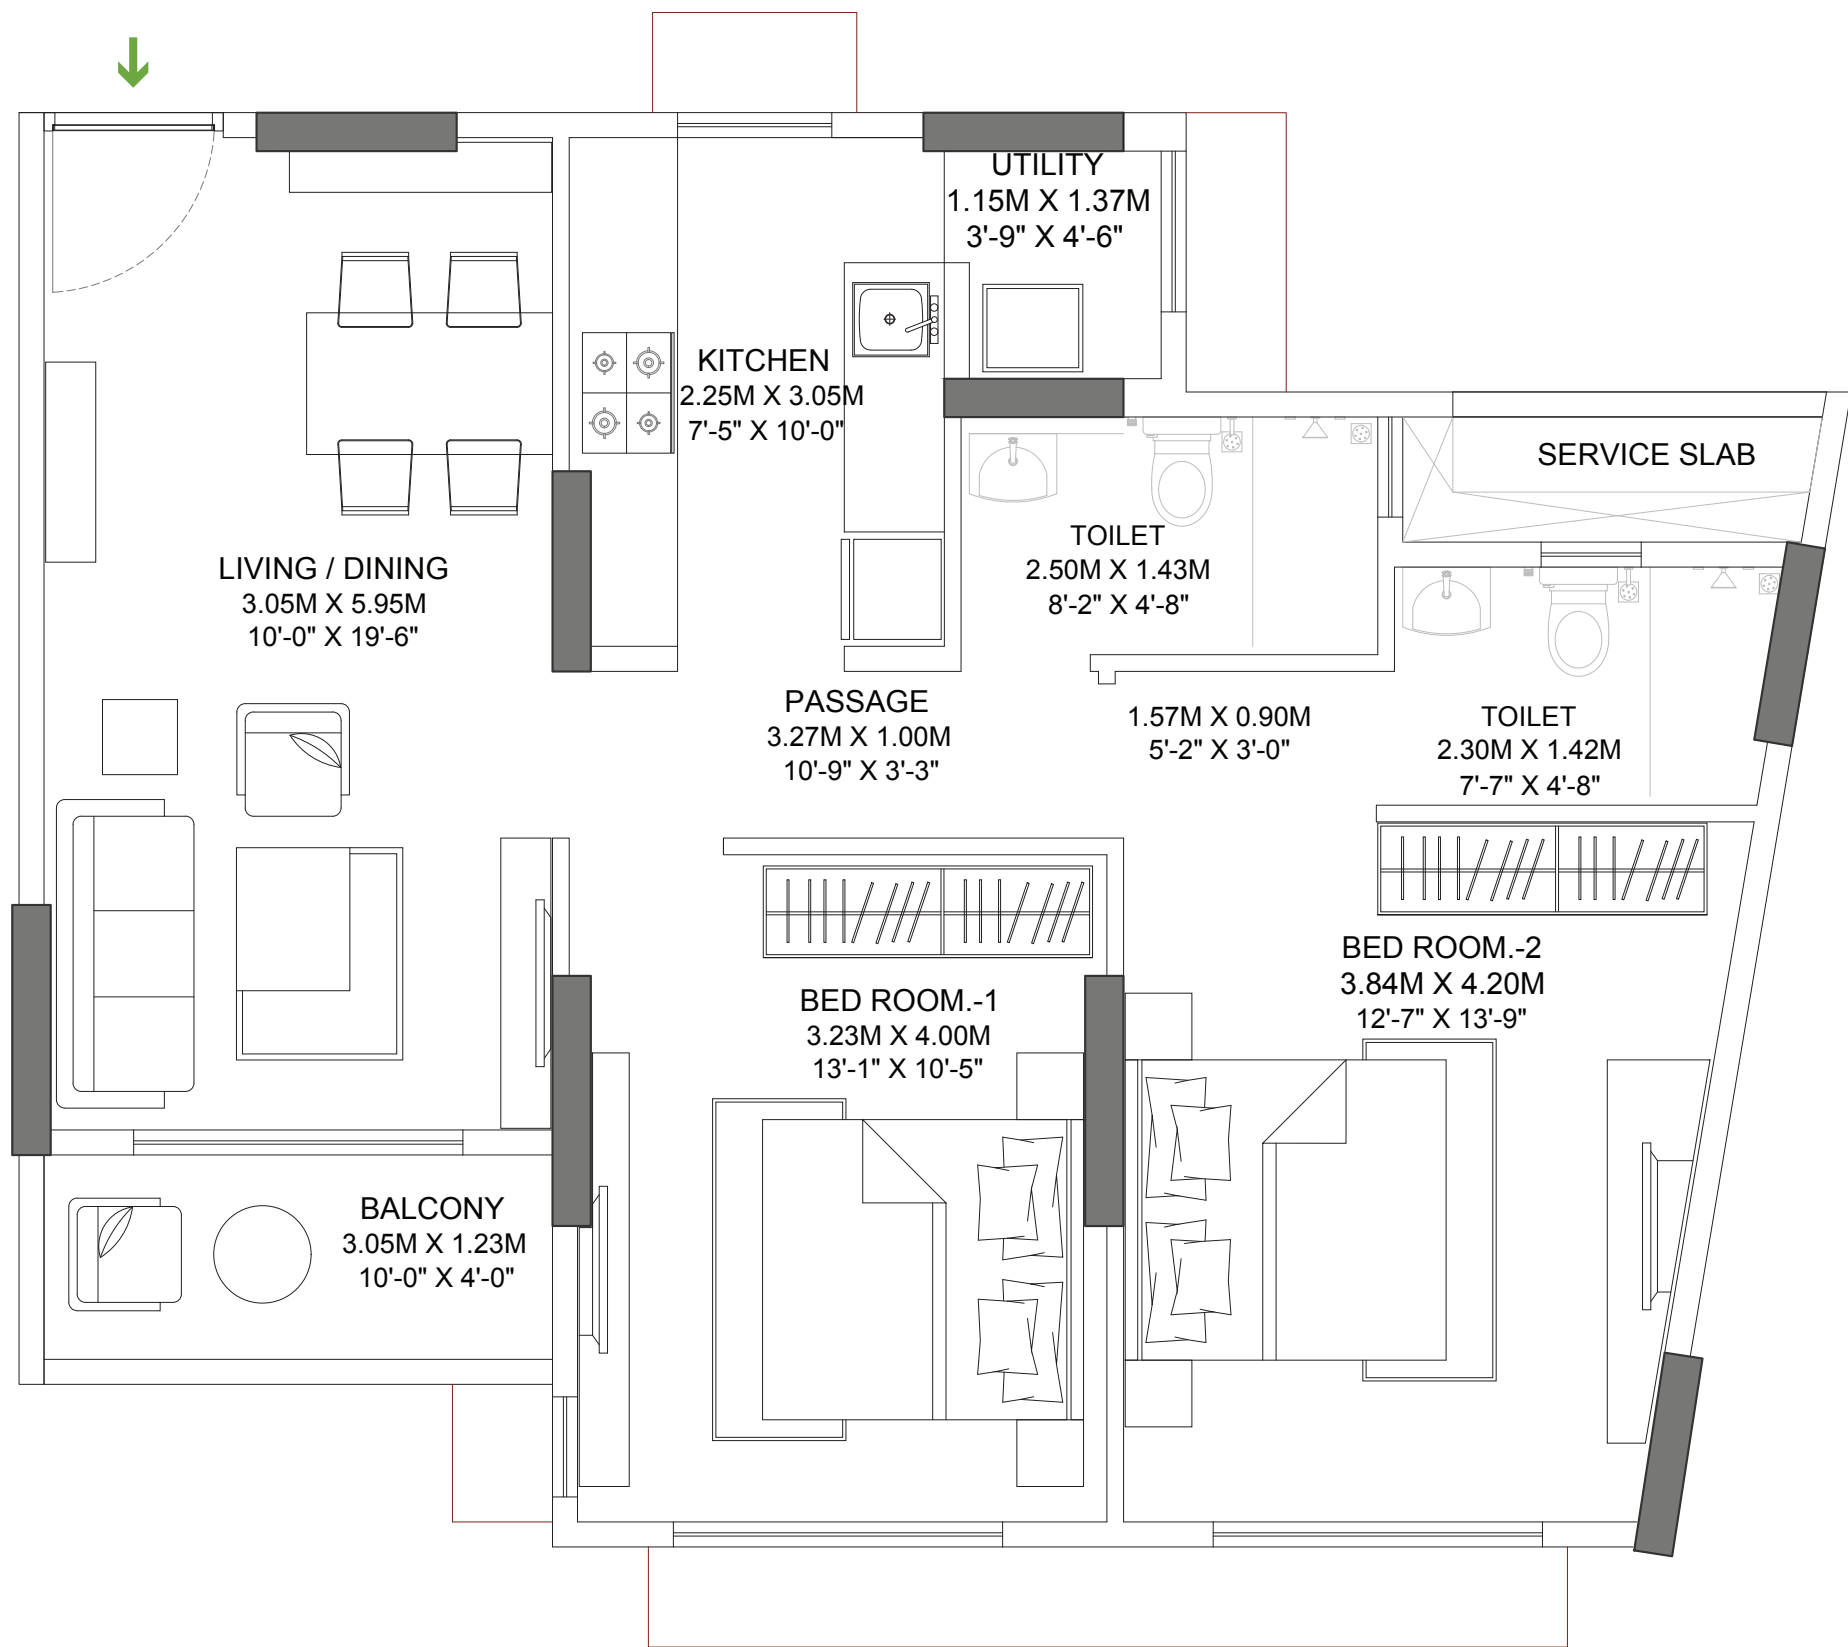 UTILITY
1.15M X 1.37M
3'-9" X 4'-6"
KITCHEN
2.25M X 3.05M
7'-5" X 10'-0"
SERVICE SLAB
TOILET
2.50M X 1.43M
8'-2" X 4'-8"
LIVING / DINING
3.05M X 5.95M
10'-0" X 19'-6"
PASSAGE
3.27M X 1.00M
10'-9" X 3'-3"
1.57M X 0.90M
5'-2" X 3'-0"
TOILET
2.30M X 1.42M
7'-7" X 4'-8"
BED ROOM.-1
3.23M X 4.00M
13'-1" X 10'-5"
BED ROOM.-2
3.84M X 4.20M
12'-7" X 13'-9"
BALCONY
3.05M X 1.23M
10'-0" X 4'-0"